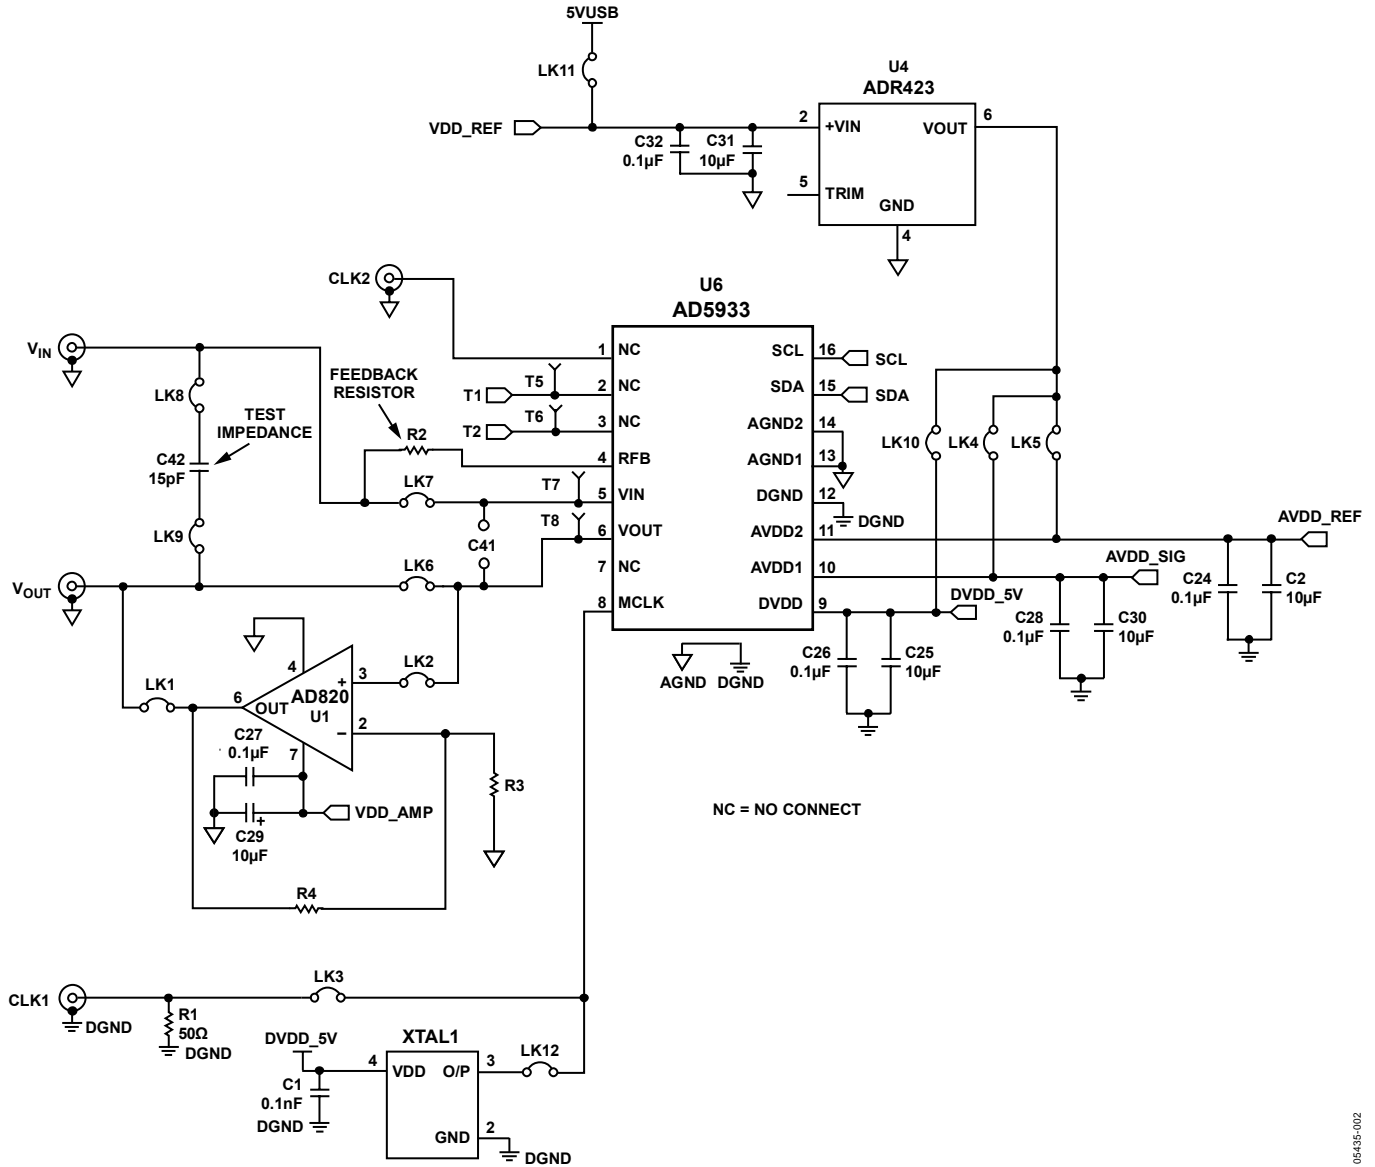 5VUSB
LK11
U4
ADR423
VDD_REF
2
+VIN
VOUT
6
C32
0.1µF
C31
10µF
5
TRIM
GND
4
CLK2
U6
AD5933
VIN
1
NC
SCL
16
SCL
FEEDBACK
RESISTOR
T5
T1
2
NC
SDA
15
SDA
LK8
T6
T2
3
NC
AGND2
14
TEST
IMPEDANCE
R2
LK10
LK4
LK5
C42
15pF
4
RFB
AGND1
13
LK7
T7
5
VIN
DGND
12
DGND
T8
6
VOUT
AVDD2
11
AVDD_REF
LK9
C41
LK6
7
NC
AVDD1
10
AVDD_SIG
VOUT
8
MCLK
DVDD
9
DVDD_5V
C24
0.1µF
C2
10µF
C28
0.1µF
C30
10µF
C26
0.1µF
C25
10µF
4
LK2
3
+
AD820
U1
AGND
DGND
LK1
6
OUT
2
–
C27
0.1µF
7
R3
VDD_AMP
C29
10µF
+
NC = NO CONNECT
R4
CLK1
LK3
DGND
R1
50Ω
DGND
DVDD_5V
XTAL1
4
VDD
O/P
3
LK12
C1
0.1nF
DGND
GND
2
DGND
05435-002